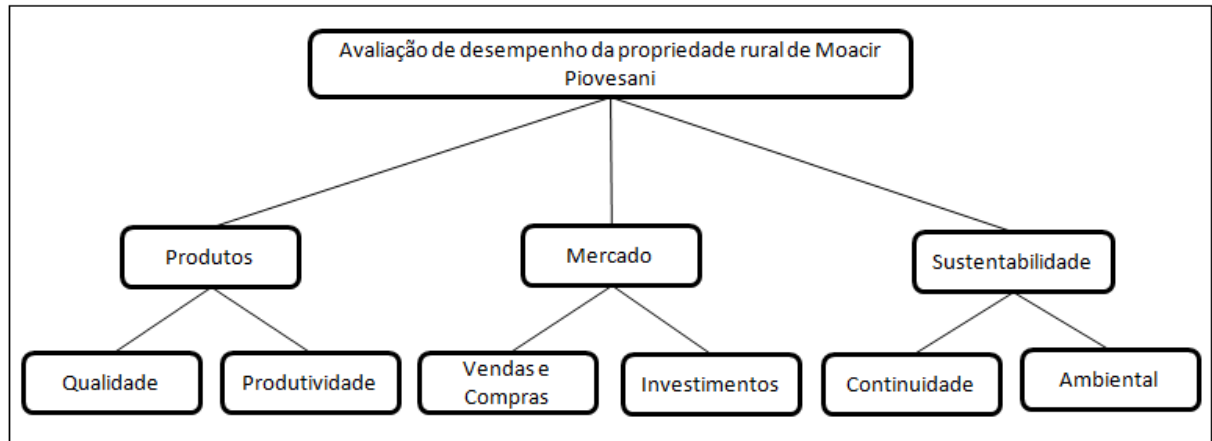 Avaliação de desempenho da propriedade rural de Moacir
Piovesani
Produtos
Mercado
Sustentabilidade
Qualidade
Produtividade
Vendas e
Compras
Investimentos
Continuidade
Ambiental